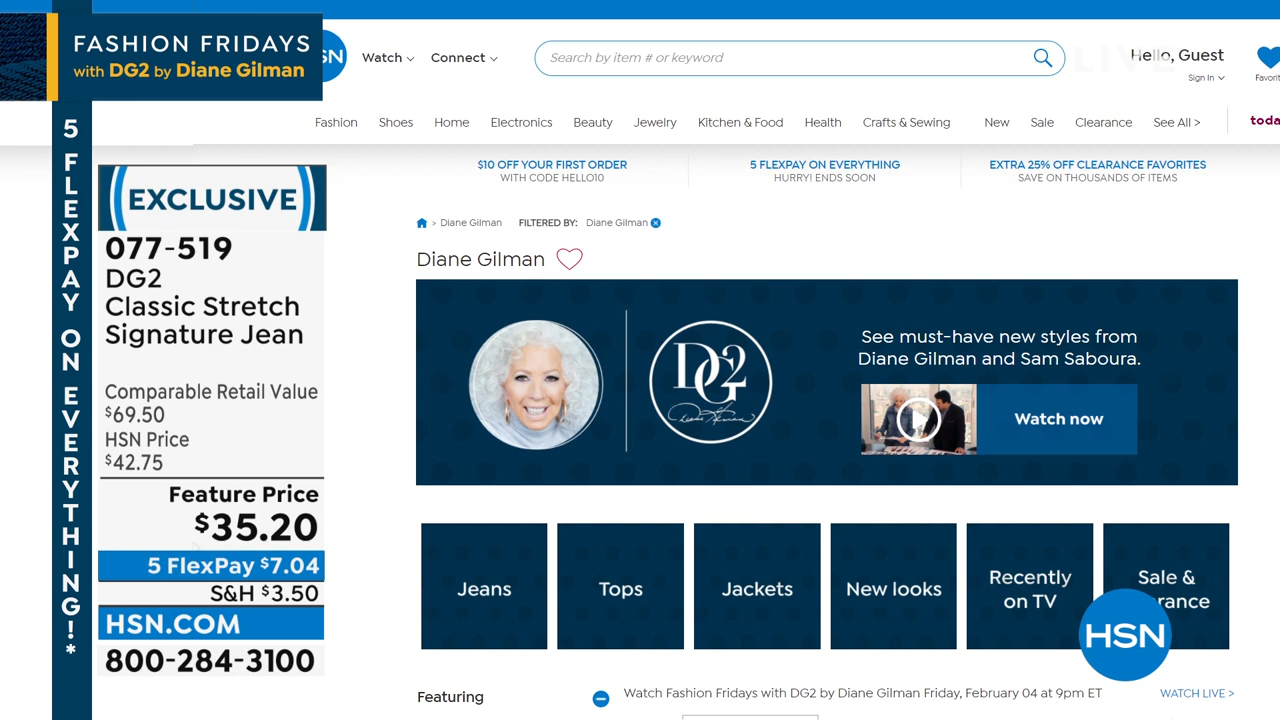 FASHION FRIDAYS
with DG2 by Diane Gilman
5 FLEXPAY ON EVERYTHING!*
EXCLUSIVE
077-519
DG2
Classic Stretch
Signature Jean
Comparable Retail Value
$69.50
HSN Price
$42.75
Feature Price
$35.20
5 FlexPay $7.04
S&H $3.50
HSN.COM
800-284-3100
SN
Watch
Connect
Search by item # or keyword
LIVE
Hello, Guest
Sign In
Favori
Fashion Shoes Home Electronics Beauty Jewelry Kitchen & Food Health Crafts & Sewing New Sale Clearance See All > toda
$10 OFF YOUR FIRST ORDER
WITH CODE HELLO10
5 FLEXPAY ON EVERYTHING
HURRY! ENDS SOON
EXTRA 25% OFF CLEARANCE FAVORITES
SAVE ON THOUSANDS OF ITEMS
> Diane Gilman FILTERED BY: Diane Gilman
Diane Gilman
DG2
Diane Gilman
See must-have new styles from
Diane Gilman and Sam Saboura.
Watch now
Jeans
Tops
Jackets
New looks
Recently
on TV
Sale &
rance
HSN
Featuring
Watch Fashion Fridays with DG2 by Diane Gilman Friday, February 04 at 9pm ET
WATCH LIVE >